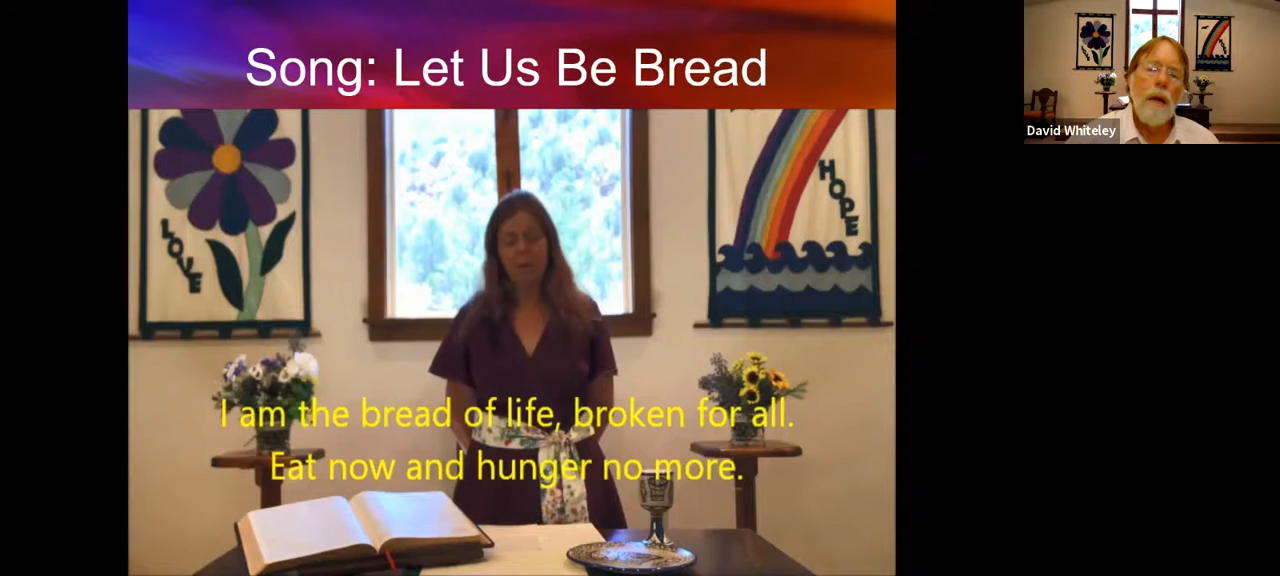 Song: Let Us Be Bread
David Whiteley
LOVE
HOPE
I am the bread of life, broken for all.
Eat now and hunger no more.